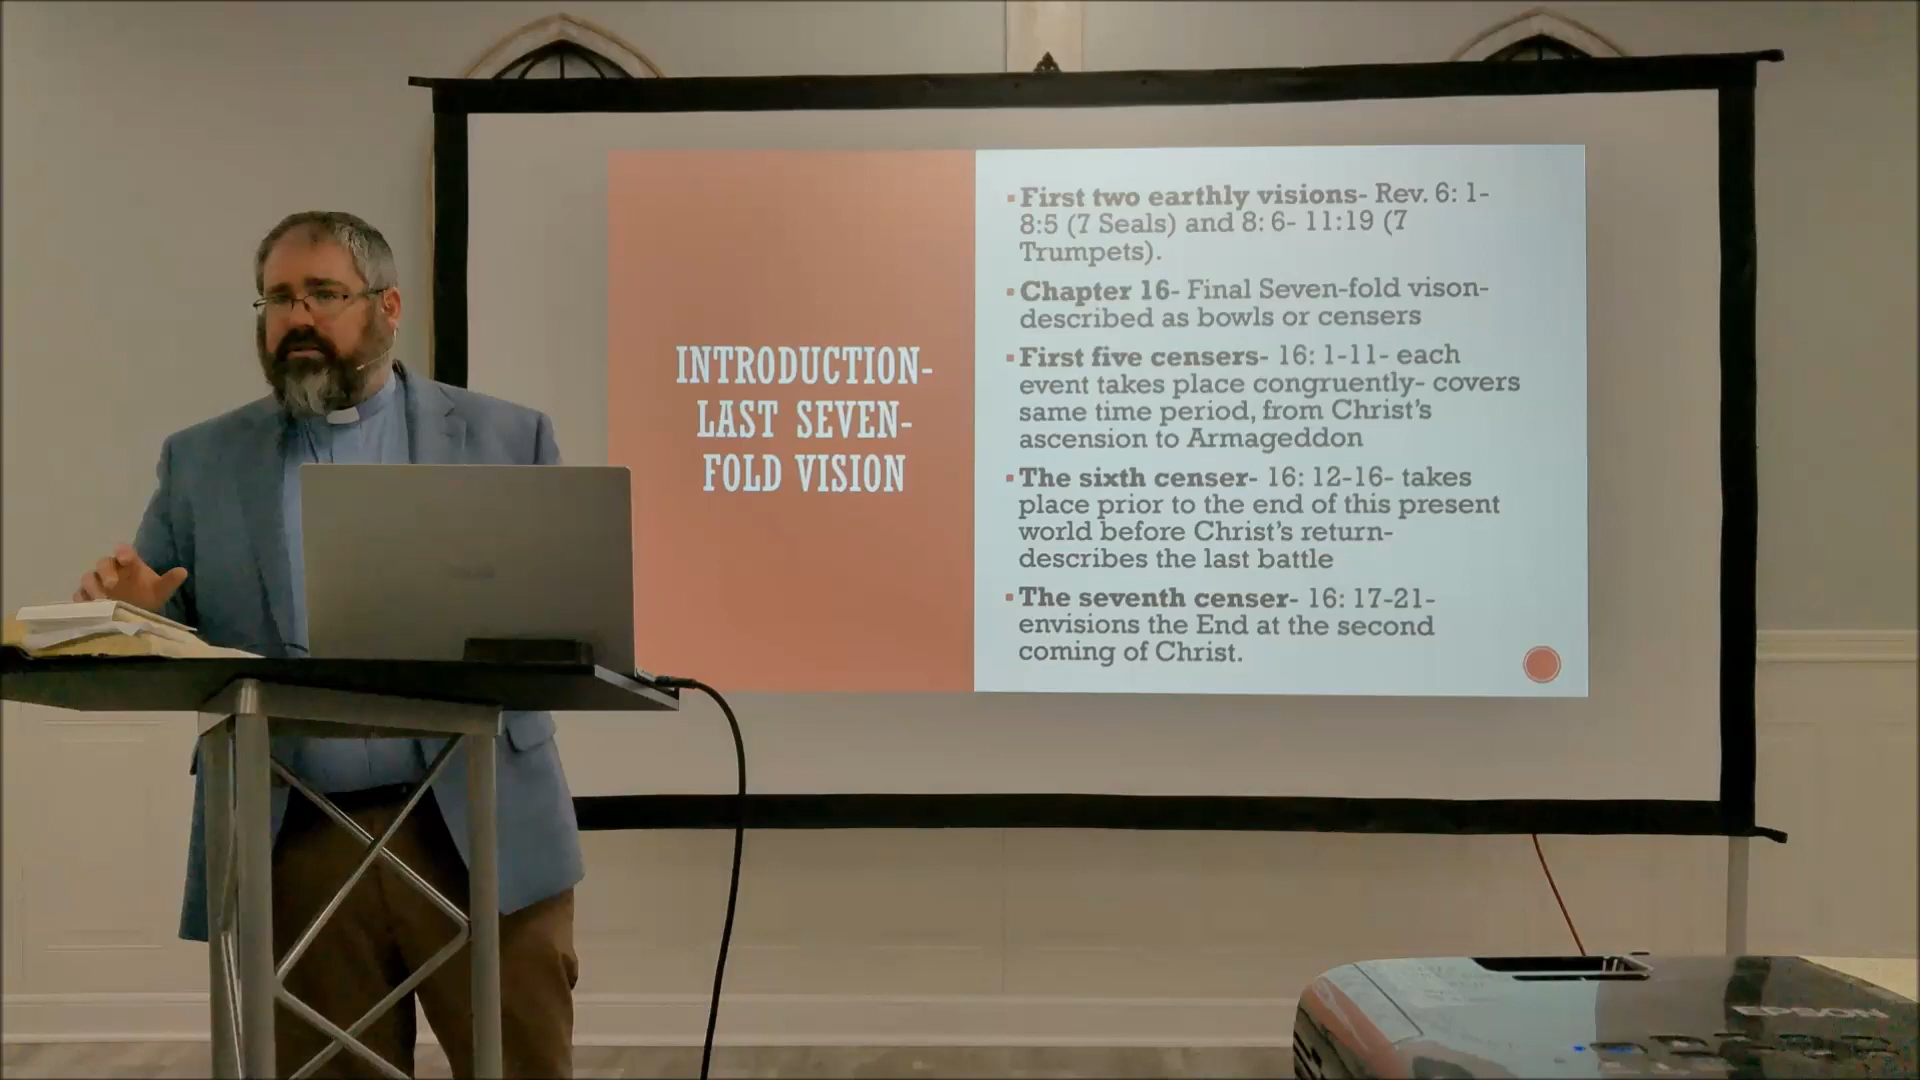 INTRODUCTION-
LAST SEVEN-
FOLD VISION
First two earthly visions- Rev. 6: 1-
8:5 (7 Seals) and 8: 6- 11:19 (7
Trumpets).
Chapter 16- Final Seven-fold vison-
described as bowls or censers
First five censers- 16: 1-11- each
event takes place congruently- covers
same time period, from Christ's
ascension to Armageddon
The sixth censer- 16: 12-16- takes
place prior to the end of this present
world before Christ's return-
describes the last battle
The seventh censer- 16: 17-21-
envisions the End at the second
coming of Christ.
EPSON